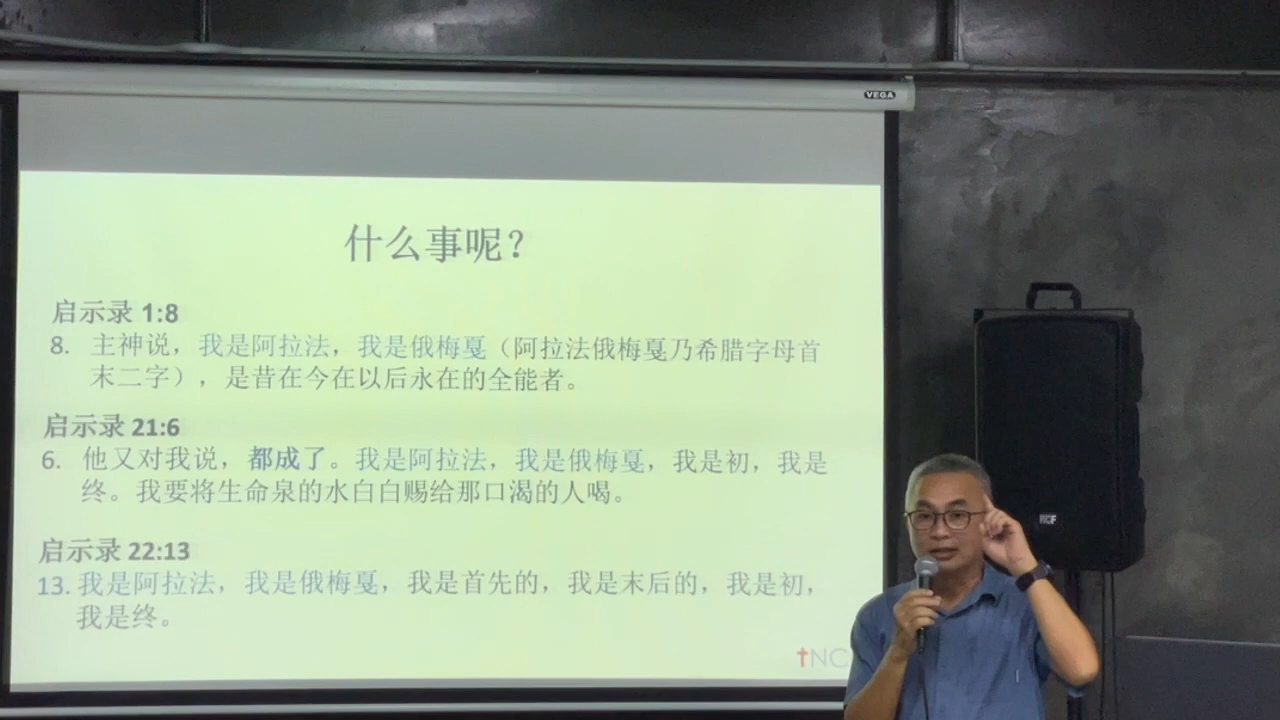 VEGA
什么事呢？
启示录 1:8
8. 主神说，我是阿拉法，我是俄梅戛（阿拉法俄梅戛乃希腊字母首
末二字），是昔在今在以后永在的全能者。
启示录 21:6
6. 他又对我说，都成了。我是阿拉法，我是俄梅戛，我是初，我是
终。我要将生命泉的水白白赐给那口渴的人喝。
启示录 22:13
13. 我是阿拉法，我是俄梅戛，我是首先的，我是末后的，我是初，
我是终。
NC